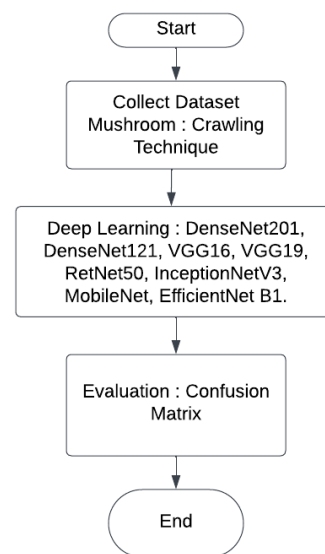 Start
Collect Dataset
Mushroom : Crawling
Technique
Deep Learning : DenseNet201,
DenseNet121, VGG16, VGG19,
RetNet50, InceptionNetV3,
MobileNet, EfficientNet B1.
Evaluation : Confusion
Matrix
End